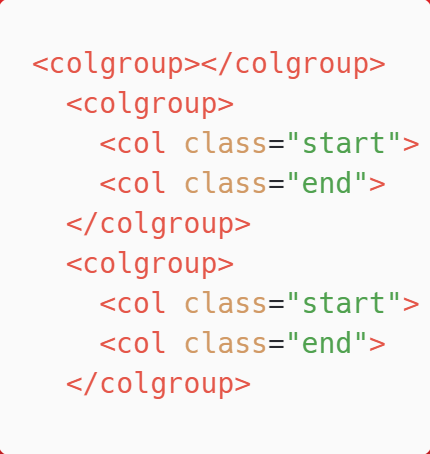 <colgroup></colgroup>
<colgroup>
<col class="start">
<col class="end">
</colgroup>
<colgroup>
<col class="start">
<col class="end">
</colgroup>